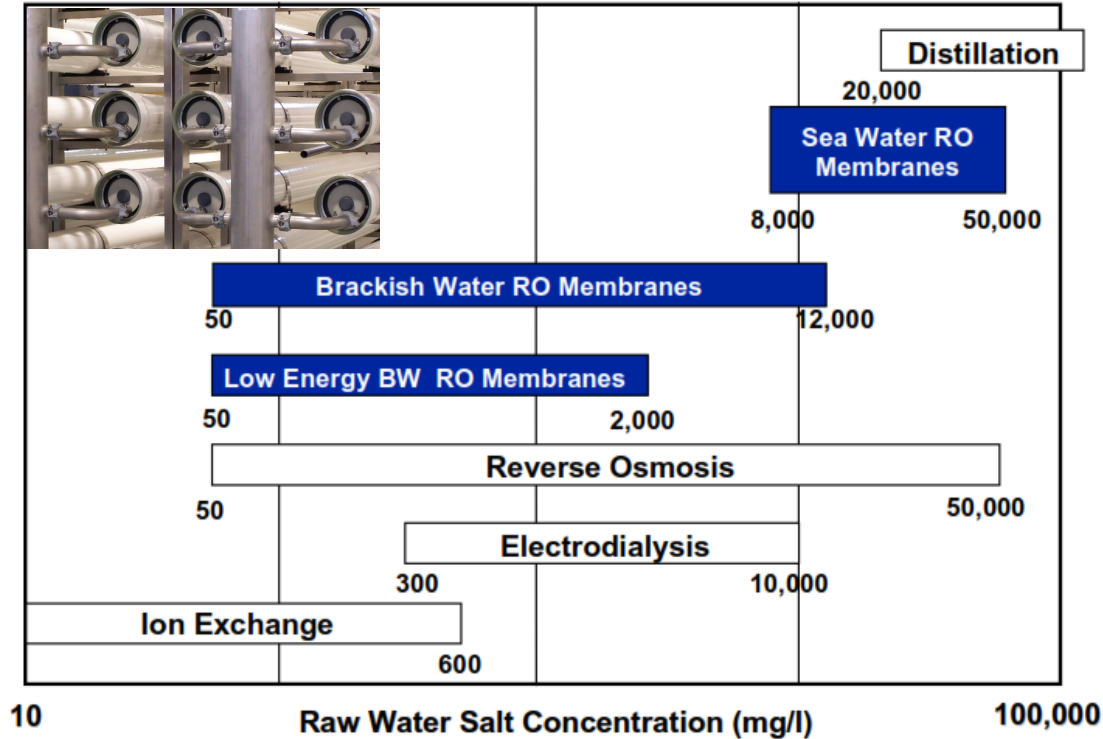 Distillation
20,000
Sea Water RO
Membranes
8,000
50,000
Brackish Water RO Membranes
50
12,000
Low Energy BW RO Membranes
50
2,000
Reverse Osmosis
50
50,000
Electrodialysis
300
10,000
Ion Exchange
600
10
Raw Water Salt Concentration (mg/l)
100,000